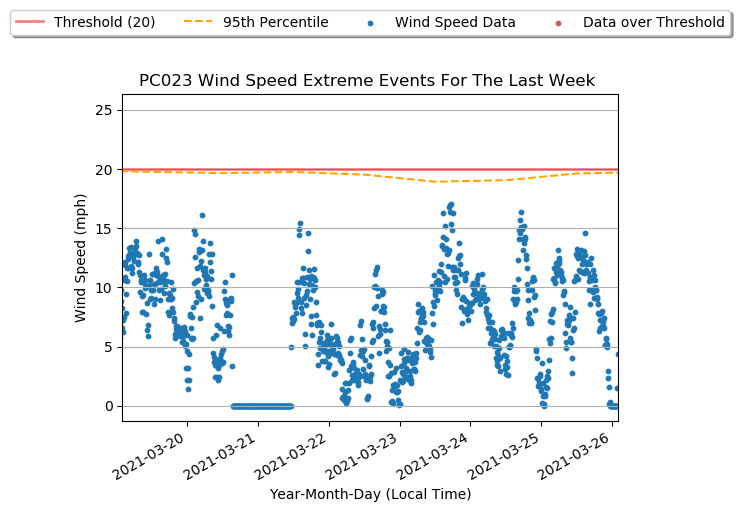 Threshold (20) 95th Percentile Wind Speed Data Data over Threshold
PC023 Wind Speed Extreme Events For The Last Week
25
20
15
10
5
0
Wind Speed (mph)
2021-03-20 2021-03-21 2021-03-22 2021-03-23 2021-03-24 2021-03-25 2021-03-26
Year-Month-Day (Local Time)